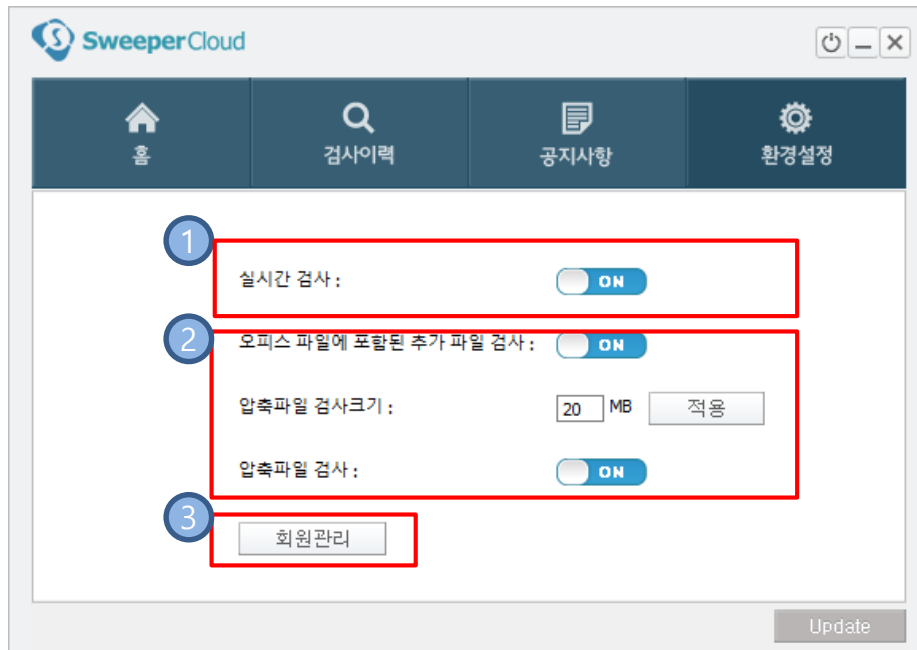 SweeperCloud
홈
검사이력
공지사항
환경설정
1
실시간 검사 : ON
2
오피스 파일에 포함된 추가 파일 검사 : ON
압축파일 검사크기 : 20 MB 적용
압축파일 검사 : ON
3
회원관리
Update